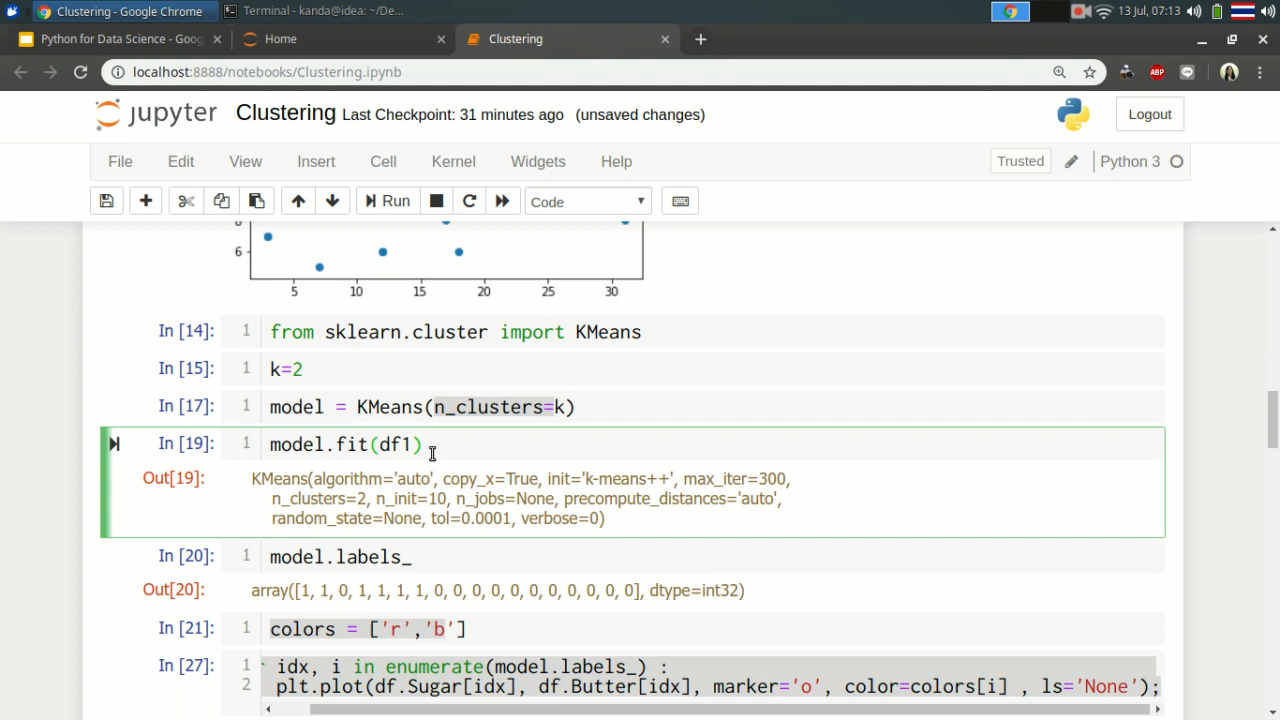 Clustering - Google Chrome
Terminal - kanda@idea: ~/De...
13 Jul, 07:13
Python for Data Science - Goog
Home
Clustering
localhost:8888/notebooks/Clustering.ipynb
ABP
jupyter Clustering Last Checkpoint: 31 minutes ago (unsaved changes)
Logout
File Edit View Insert Cell Kernel Widgets Help
Trusted
Python 3
Run
Code
8
6
5 10 15 20 25 30
In [14]: 1 from sklearn.cluster import KMeans
In [15]: 1 k=2
In [17]: 1 model = KMeans(n_clusters=k)
In [19]: 1 model.fit(df1)
Out[19]: KMeans(algorithm='auto', copy_x=True, init='k-means++', max_iter=300,
n_clusters=2, n_init=10, n_jobs=None, precompute_distances='auto',
random_state=None, tol=0.0001, verbose=0)
In [20]: 1 model.labels_
Out[20]: array([1, 1, 0, 1, 1, 1, 1, 0, 0, 0, 0, 0, 0, 0, 0, 0, 0, 0], dtype=int32)
In [21]: 1 colors = ['r','b']
In [27]: 1 idx, i in enumerate(model.labels_) :
2 plt.plot(df.Sugar[idx], df.Butter[idx], marker='o', color=colors[i] , ls='None');